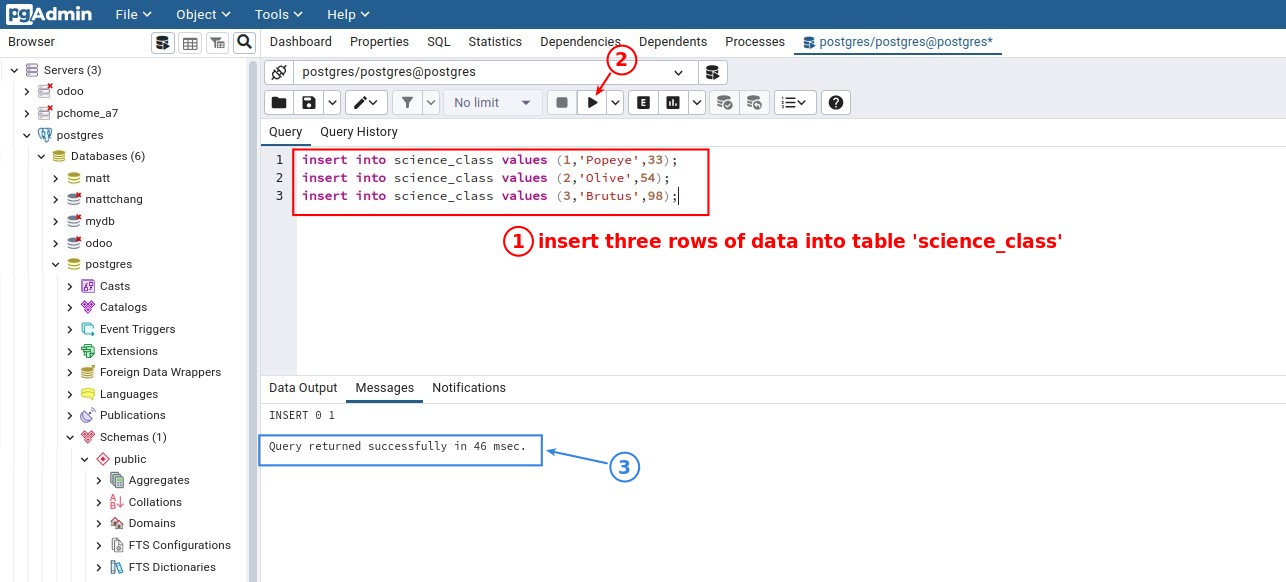 pgAdmin File Object Tools Help
Browser
Dashboard Properties SQL Statistics Dependencies Dependents Processes postgres/postgres@postgres*
Servers (3)
odoo
pchome_a7
postgres
Databases (6)
matt
mattchang
mydb
odoo
postgres
Casts
Catalogs
Event Triggers
Extensions
Foreign Data Wrappers
Languages
Publications
Schemas (1)
public
Aggregates
Collations
Domains
FTS Configurations
FTS Dictionaries
2
postgres/postgres@postgres
No limit E
Query Query History
1 insert into science_class values (1,'Popeye',33);
2 insert into science_class values (2,'Olive',54);
3 insert into science_class values (3,'Brutus',98);
1 insert three rows of data into table 'science_class'
Data Output Messages Notifications
INSERT 0 1
Query returned successfully in 46 msec.
3